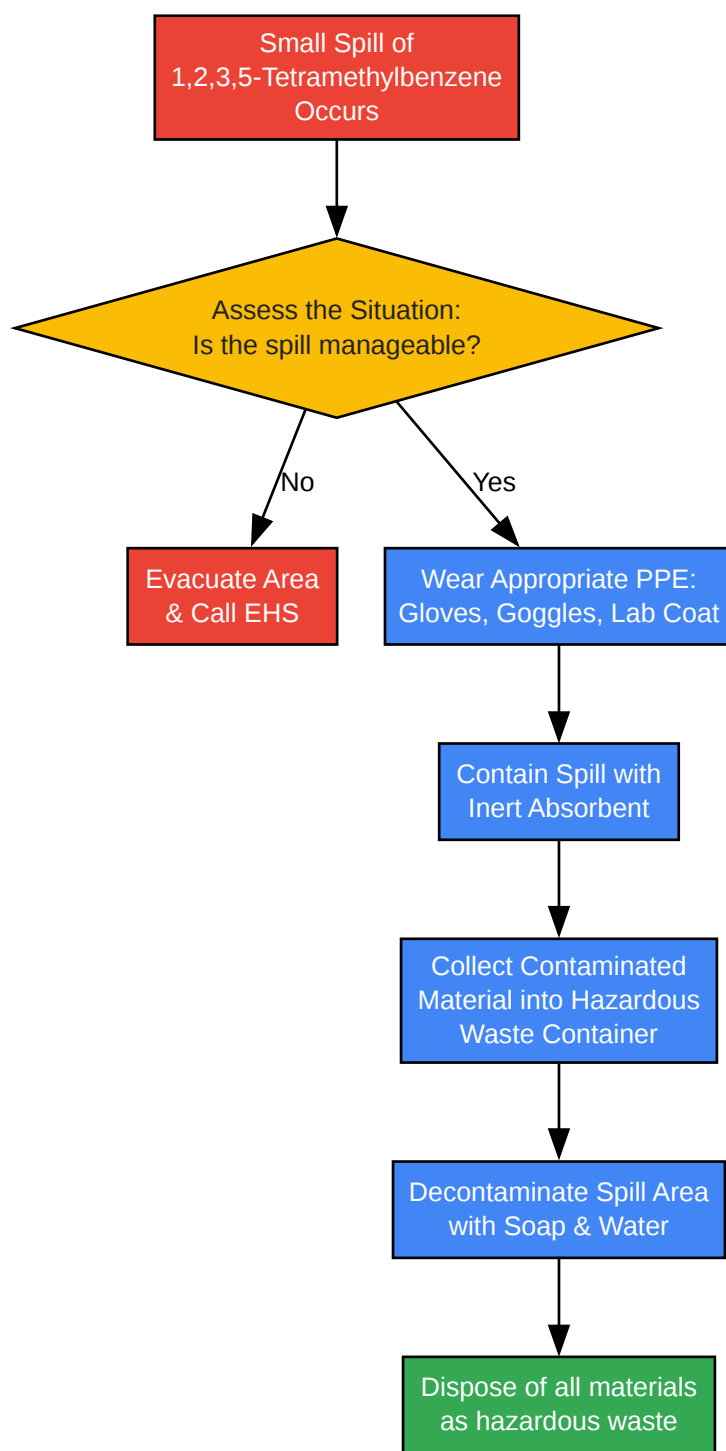 Small Spill of
1,2,3,5-Tetramethylbenzene
Occurs
Assess the Situation:
Is the spill manageable?
No
Yes
Evacuate Area
& Call EHS
Wear Appropriate PPE:
Gloves, Goggles, Lab Coat
Contain Spill with
Inert Absorbent
Collect Contaminated
Material into Hazardous
Waste Container
Decontaminate Spill Area
with Soap & Water
Dispose of all materials
as hazardous waste